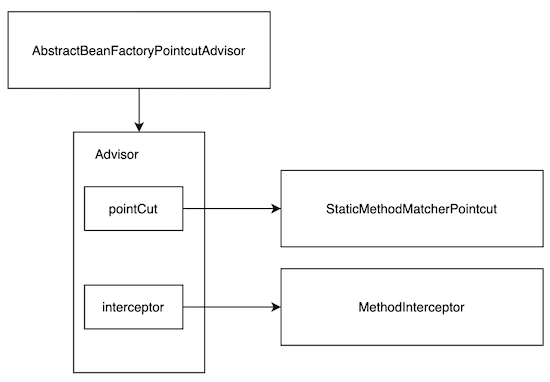 AbstractBeanFactoryPointcutAdvisor
Advisor
pointCut
StaticMethodMatcherPointcut
interceptor
MethodInterceptor